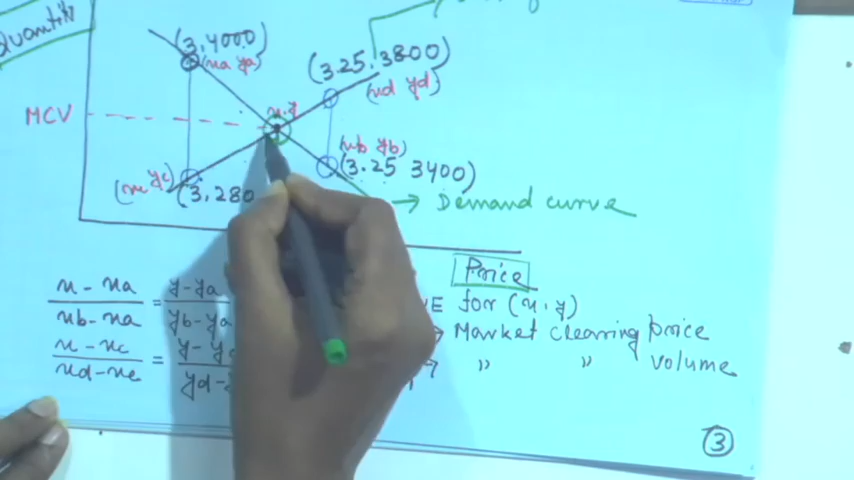 Quantity
(3, 4000)
(xa ya)
(3.25, 3800)
(xd yd)
x,y
MCV
(xb yb)
(3.25 3400)
(xc yc)
(3, 280
→ Demand curve
Price
x - xa / xb - xa = y - ya / yb - ya
E for (x, y)
→ Market clearing price
x - xc / xd - xc = y - y
yd -
→ " " volume
3